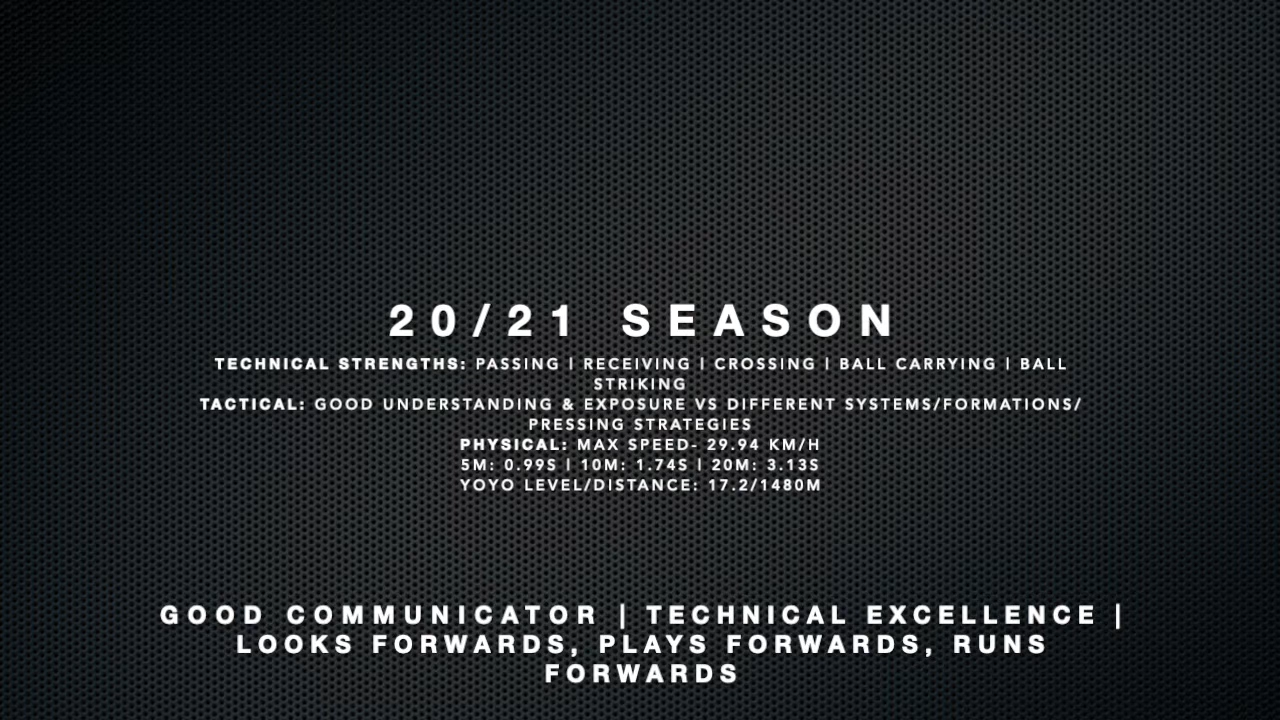 20/21 SEASON
TECHNICAL STRENGTHS: PASSING | RECEIVING | CROSSING | BALL CARRYING | BALL
STRIKING
TACTICAL: GOOD UNDERSTANDING & EXPOSURE VS DIFFERENT SYSTEMS/FORMATIONS/
PRESSING STRATEGIES
PHYSICAL: MAX SPEED- 29.94 KM/H
5M: 0.99S | 10M: 1.74S | 20M: 3.13S
YOYO LEVEL/DISTANCE: 17.2/1480M
GOOD COMMUNICATOR | TECHNICAL EXCELLENCE |
LOOKS FORWARDS, PLAYS FORWARDS, RUNS
FORWARDS